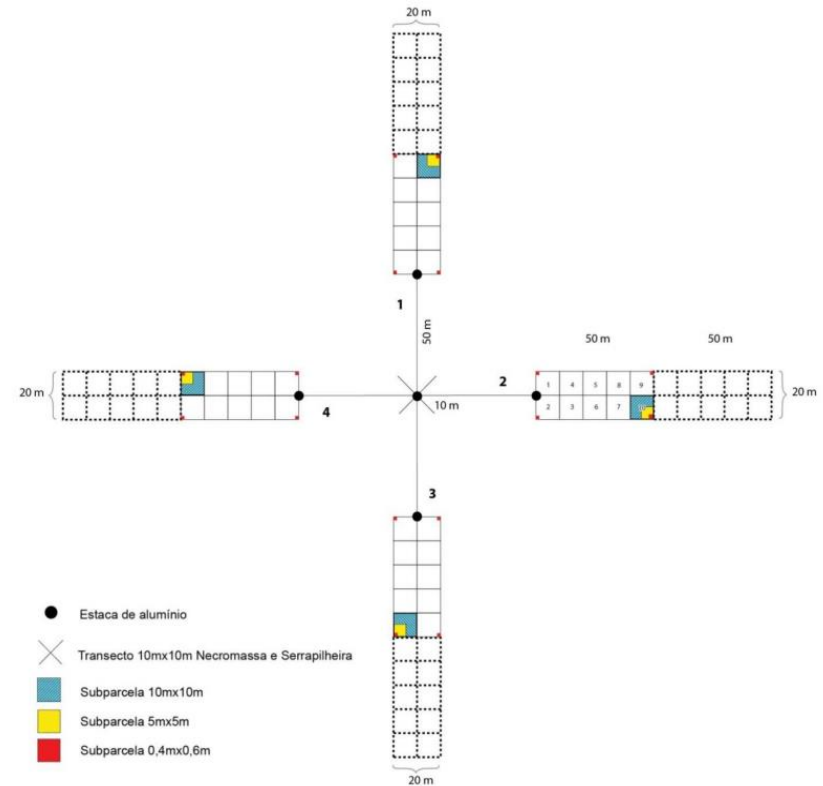 20 m
1
50 m
50 m
50 m
2
20 m
1 4 5 8 9
20 m
2 3 6 7 10
4
10 m
3
Estaca de alumínio
Transecto 10mx10m Necromassa e Serrapilheira
Subparcela 10mx10m
Subparcela 5mx5m
Subparcela 0,4mx0,6m
20 m